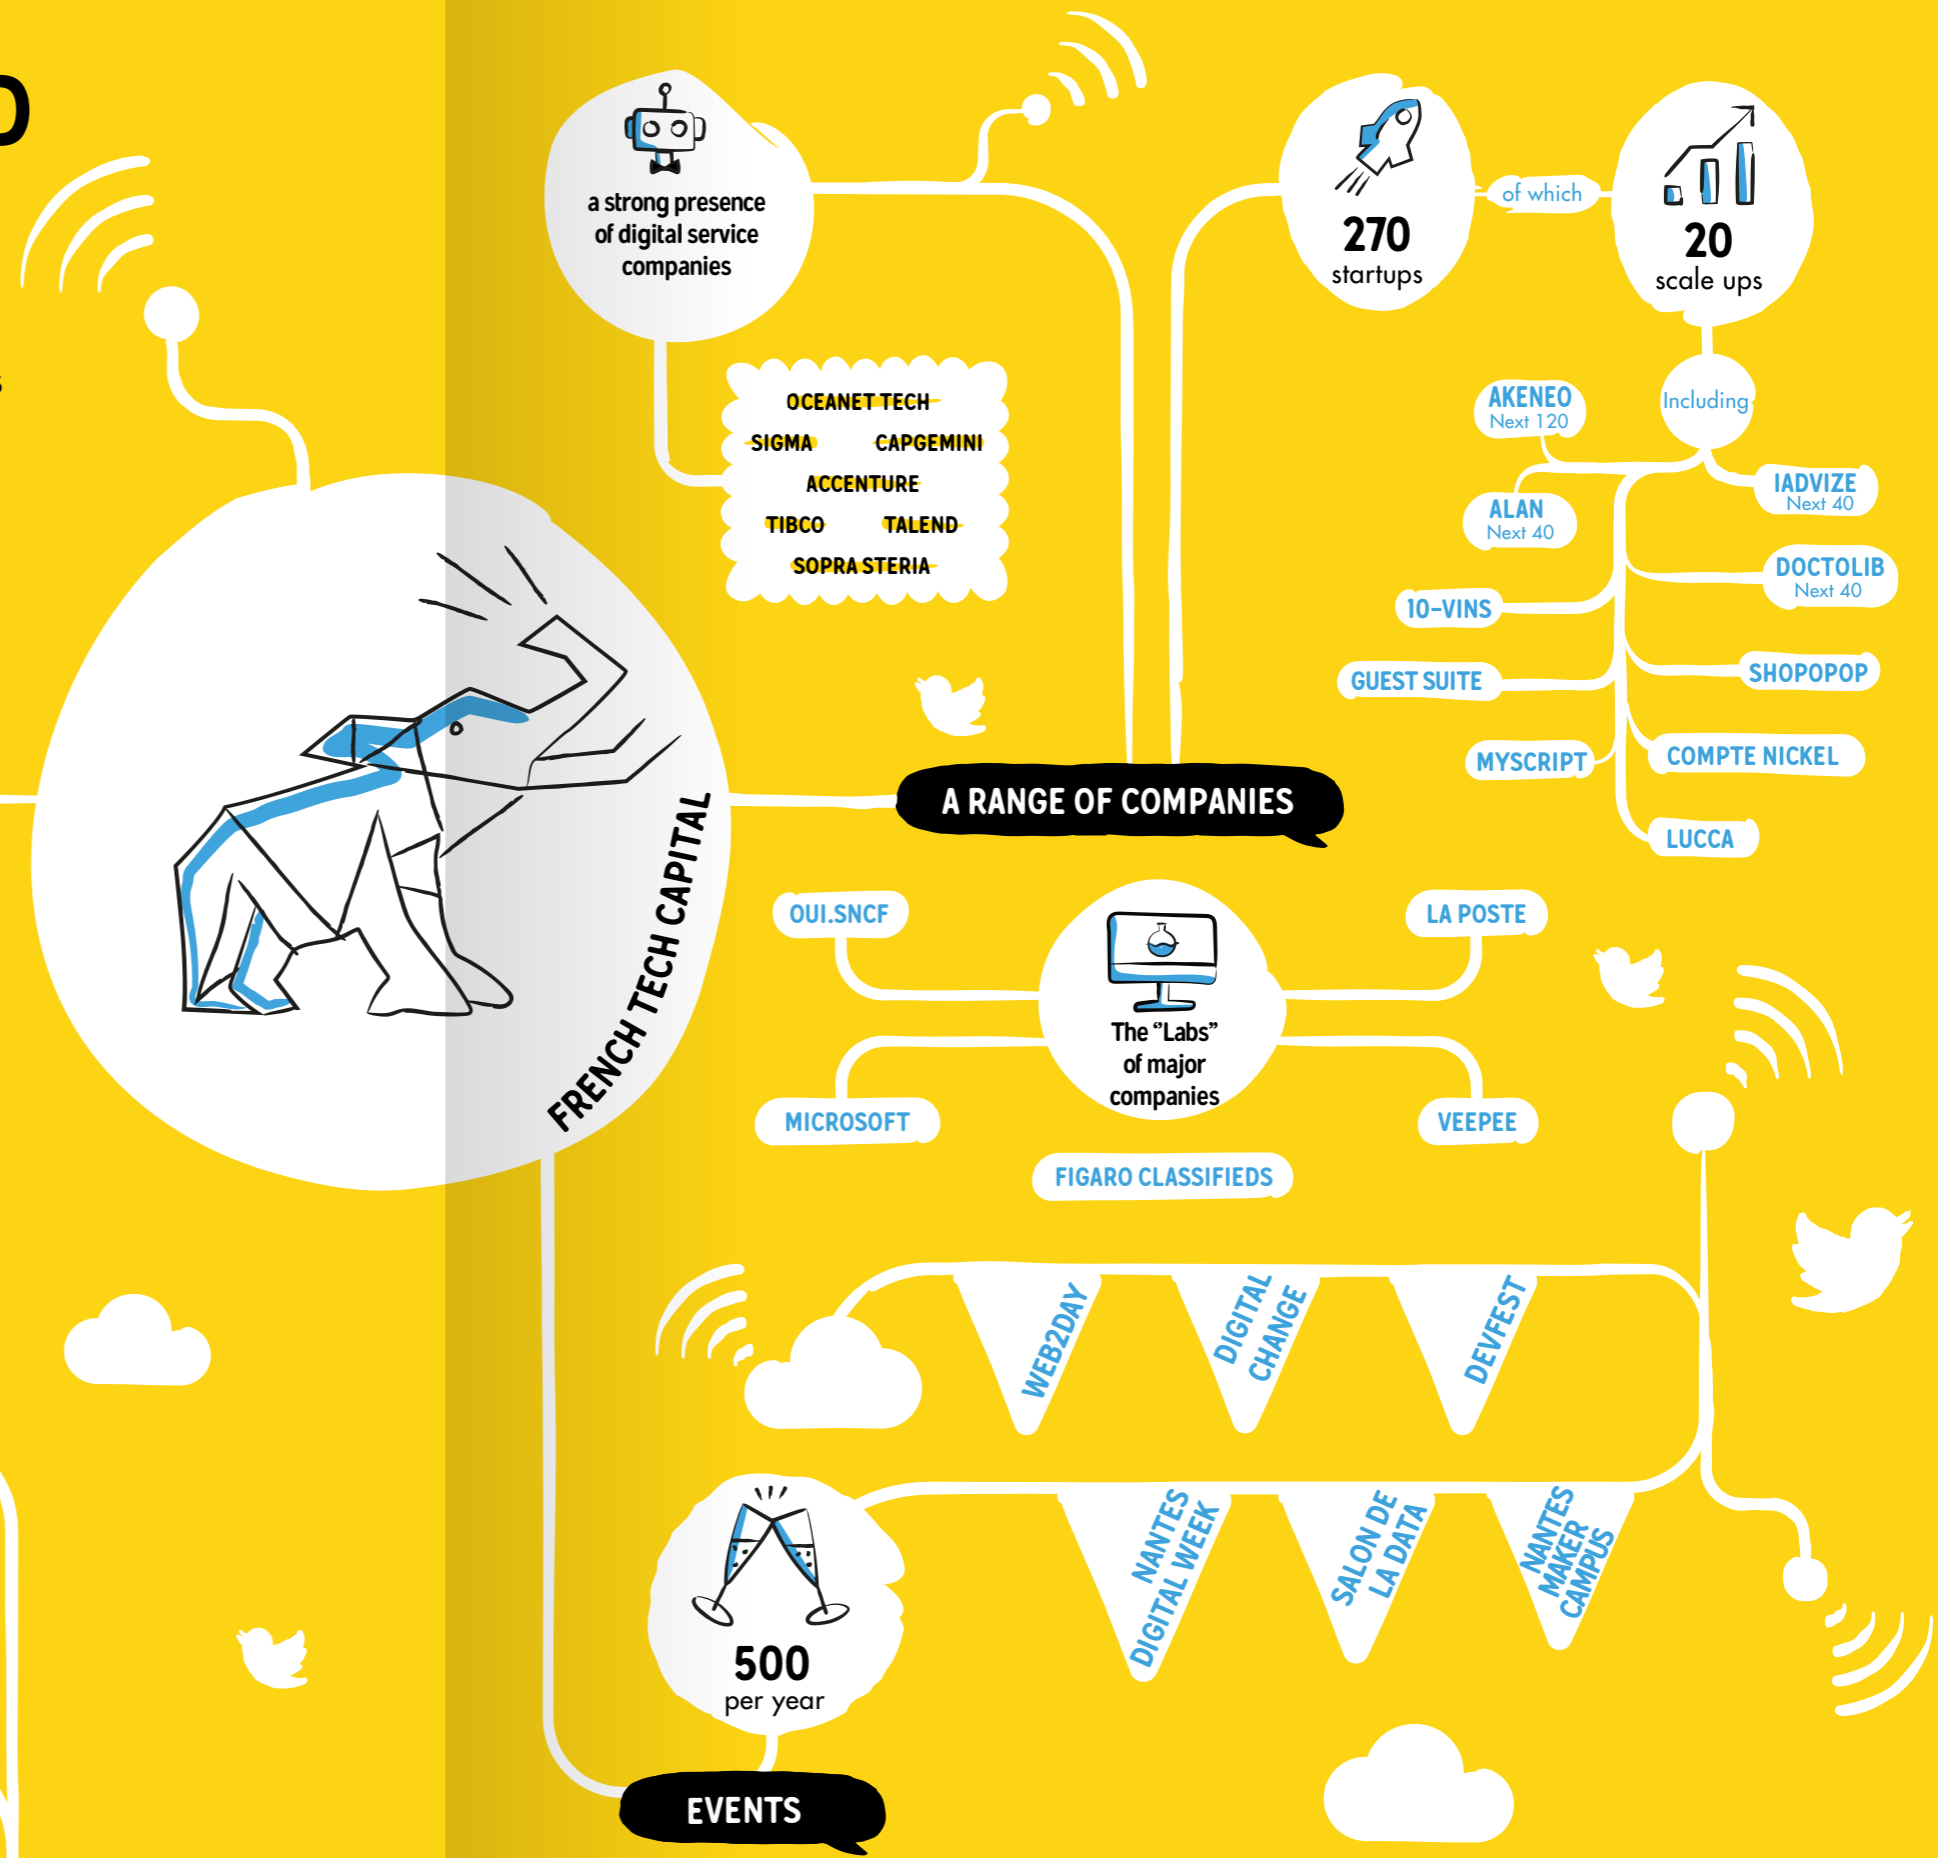 a strong presence
of digital service
companies
OCEANET TECH
SIGMA CAPGEMINI
ACCENTURE
TIBCO TALEND
SOPRA STERIA
270
startups
of which
20
scale ups
Including
AKENEO
Next 120
ALAN
Next 40
IADVIZE
Next 40
DOCTOLIB
Next 40
10-VINS
GUEST SUITE
SHOPOPOP
MYSCRIPT
COMPTE NICKEL
LUCCA
A RANGE OF COMPANIES
FRENCH TECH CAPITAL
OUI.SNCF
LA POSTE
The “Labs”
of major
companies
MICROSOFT
VEEPEE
FIGARO CLASSIFIEDS
WEB2DAY
DIGITAL
CHANGE
DEVFEST
NANTES
DIGITAL WEEK
SALON DE
LA DATA
NANTES
MAKER
CAMPUS
500
per year
EVENTS